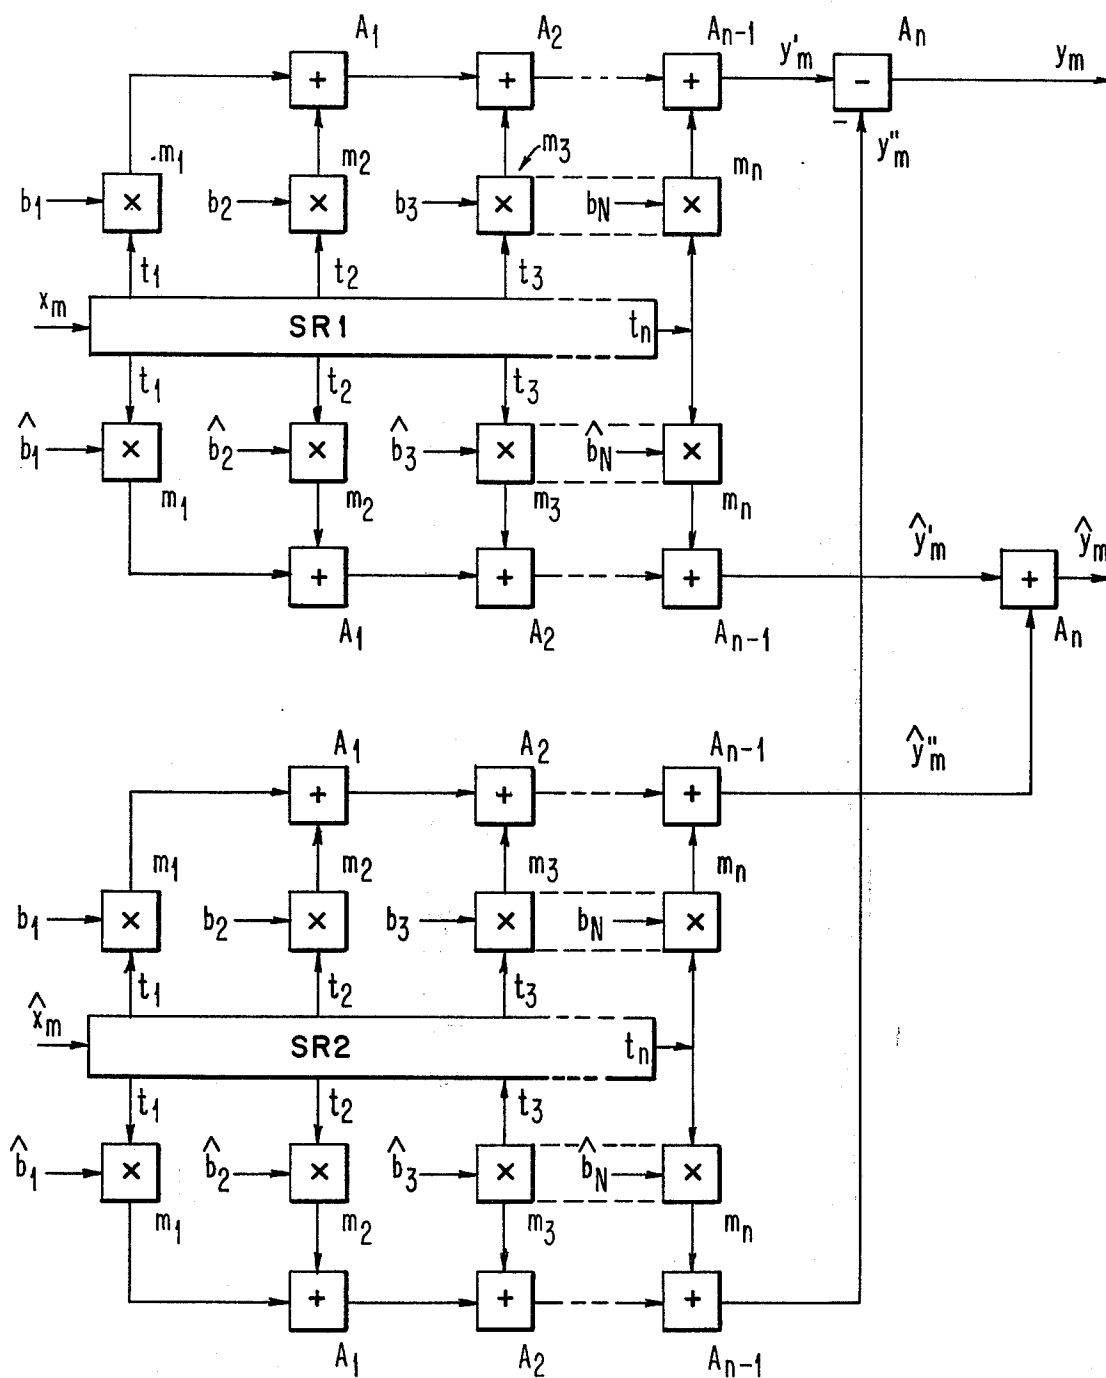 A1 A2 An-1 An
+ + + y'm - ym
- y"m
m1 m2 m3 mn
b1 × b2 × b3 × bN ×
t1 t2 t3
xm SR1 tn
t1 t2 t3
b̂1 × b̂2 × b̂3 × b̂N ×
m1 m2 m3 mn
+ + + ŷ'm + ŷm
A1 A2 An-1 An
A1 A2 An-1 ŷ"m
+ + +
m1 m2 m3 mn
b1 × b2 × b3 × bN ×
t1 t2 t3
x̂m SR2 tn
t1 t2 t3
b̂1 × b̂2 × b̂3 × b̂N ×
m1 m2 m3 mn
+ + +
A1 A2 An-1